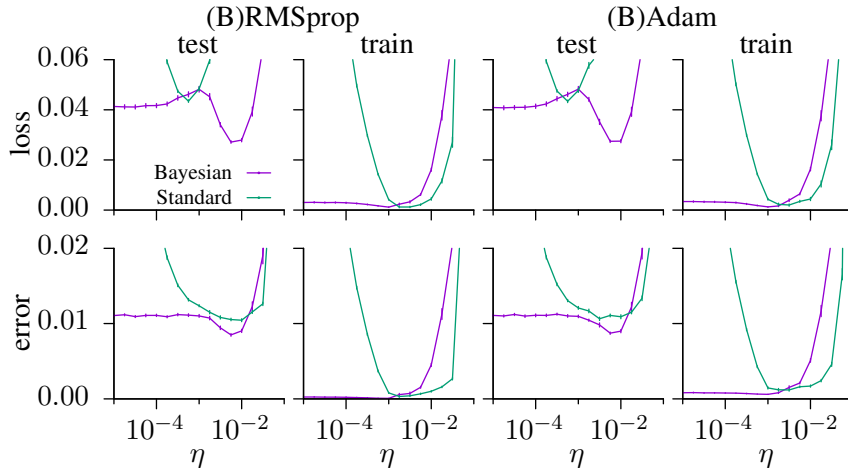 (B)RMSprop (B)Adam
test train test train
0.06
0.04
loss
0.02
Bayesian
Standard
0.00
0.02
error
0.01
0.00
10⁻⁴ 10⁻² 10⁻⁴ 10⁻² 10⁻⁴ 10⁻² 10⁻⁴ 10⁻²
η η η η